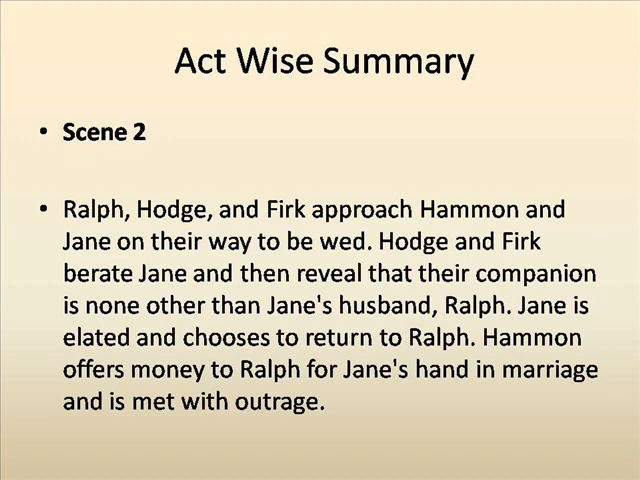 Act Wise Summary
• Scene 2
• Ralph, Hodge, and Firk approach Hammon and
Jane on their way to be wed. Hodge and Firk
berate Jane and then reveal that their companion
is none other than Jane's husband, Ralph. Jane is
elated and chooses to return to Ralph. Hammon
offers money to Ralph for Jane's hand in marriage
and is met with outrage.